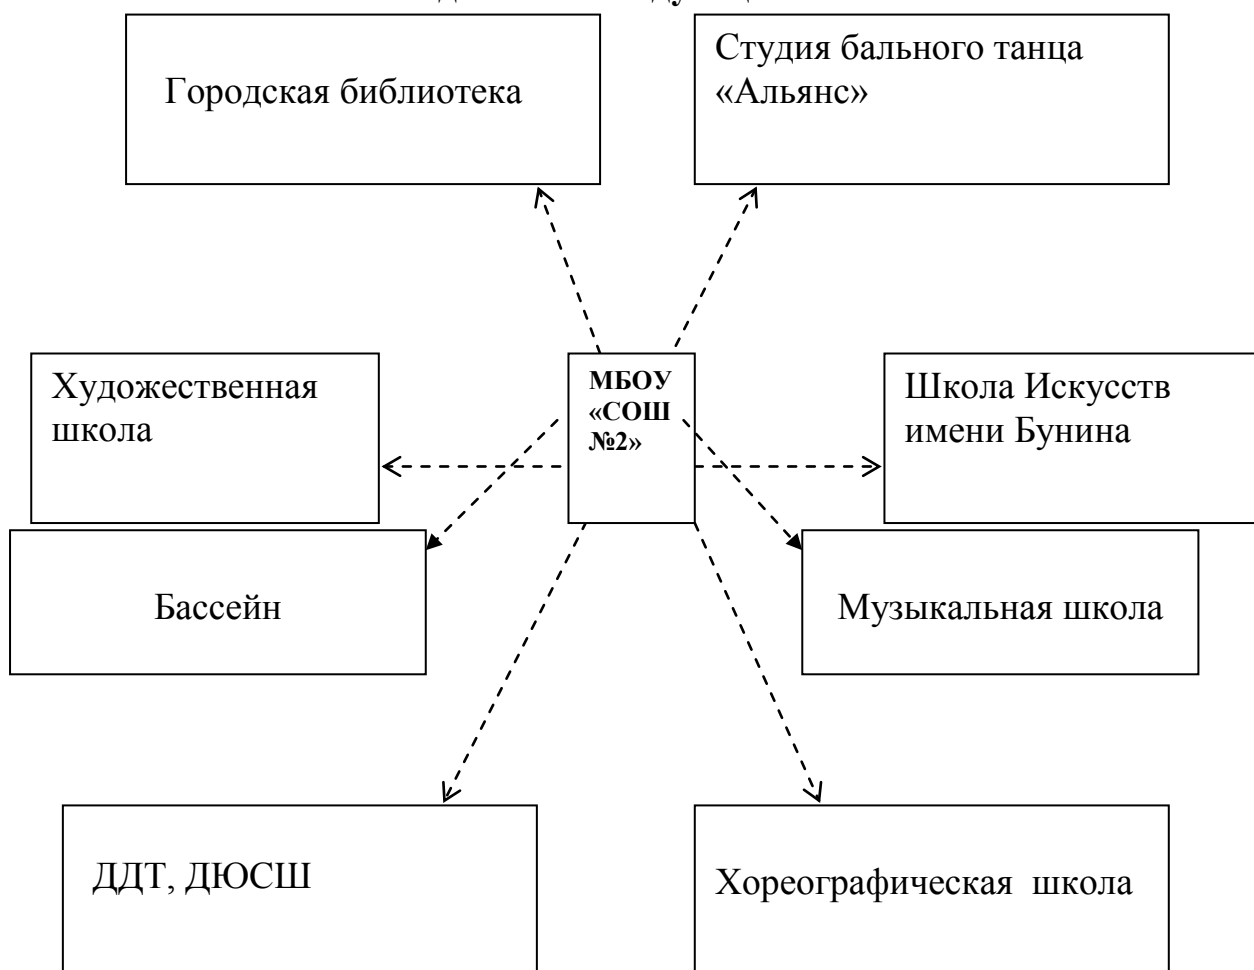 Городская библиотека
Студия бального танца
«Альянс»
Художественная
школа
МБОУ
«СОШ
№2»
Школа Искусств
имени Бунина
Бассейн
Музыкальная школа
ДДТ, ДЮСШ
Хореографическая школа